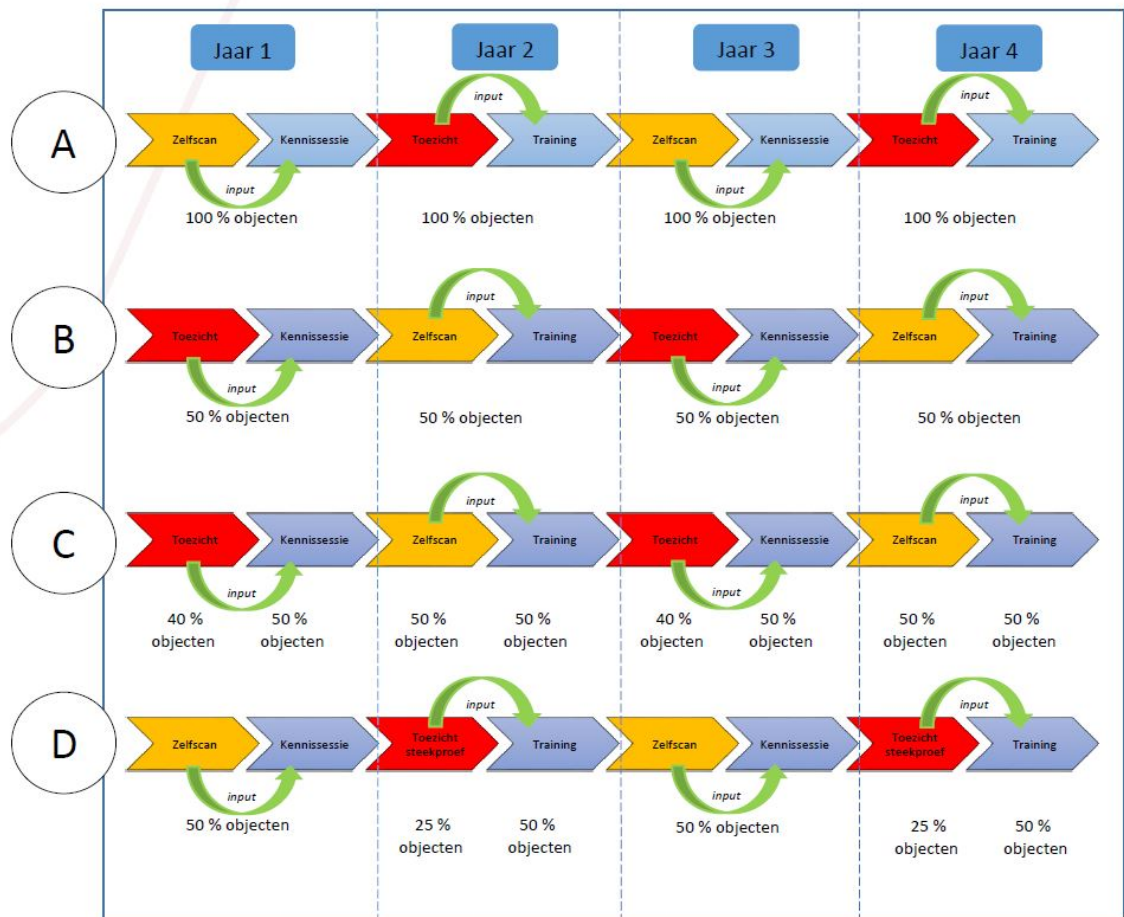 Jaar 1 Jaar 2 Jaar 3 Jaar 4
input input
A Zelfscan Kennissessie Toezicht Training Zelfscan Kennissessie Toezicht Training
input input
100 % objecten 100 % objecten 100 % objecten 100 % objecten
input input
B Toezicht Kennissessie Zelfscan Training Toezicht Kennissessie Zelfscan Training
input input
50 % objecten 50 % objecten 50 % objecten 50 % objecten
input input
C Toezicht Kennissessie Zelfscan Training Toezicht Kennissessie Zelfscan Training
input input
40 % 50 % 50 % 50 % 40 % 50 % 50 % 50 %
objecten objecten objecten objecten objecten objecten objecten objecten
input input
D Zelfscan Kennissessie Toezicht steekproef Training Zelfscan Kennissessie Toezicht steekproef Training
input input
50 % objecten 25 % 50 % 50 % objecten 25 % 50 %
objecten objecten objecten objecten